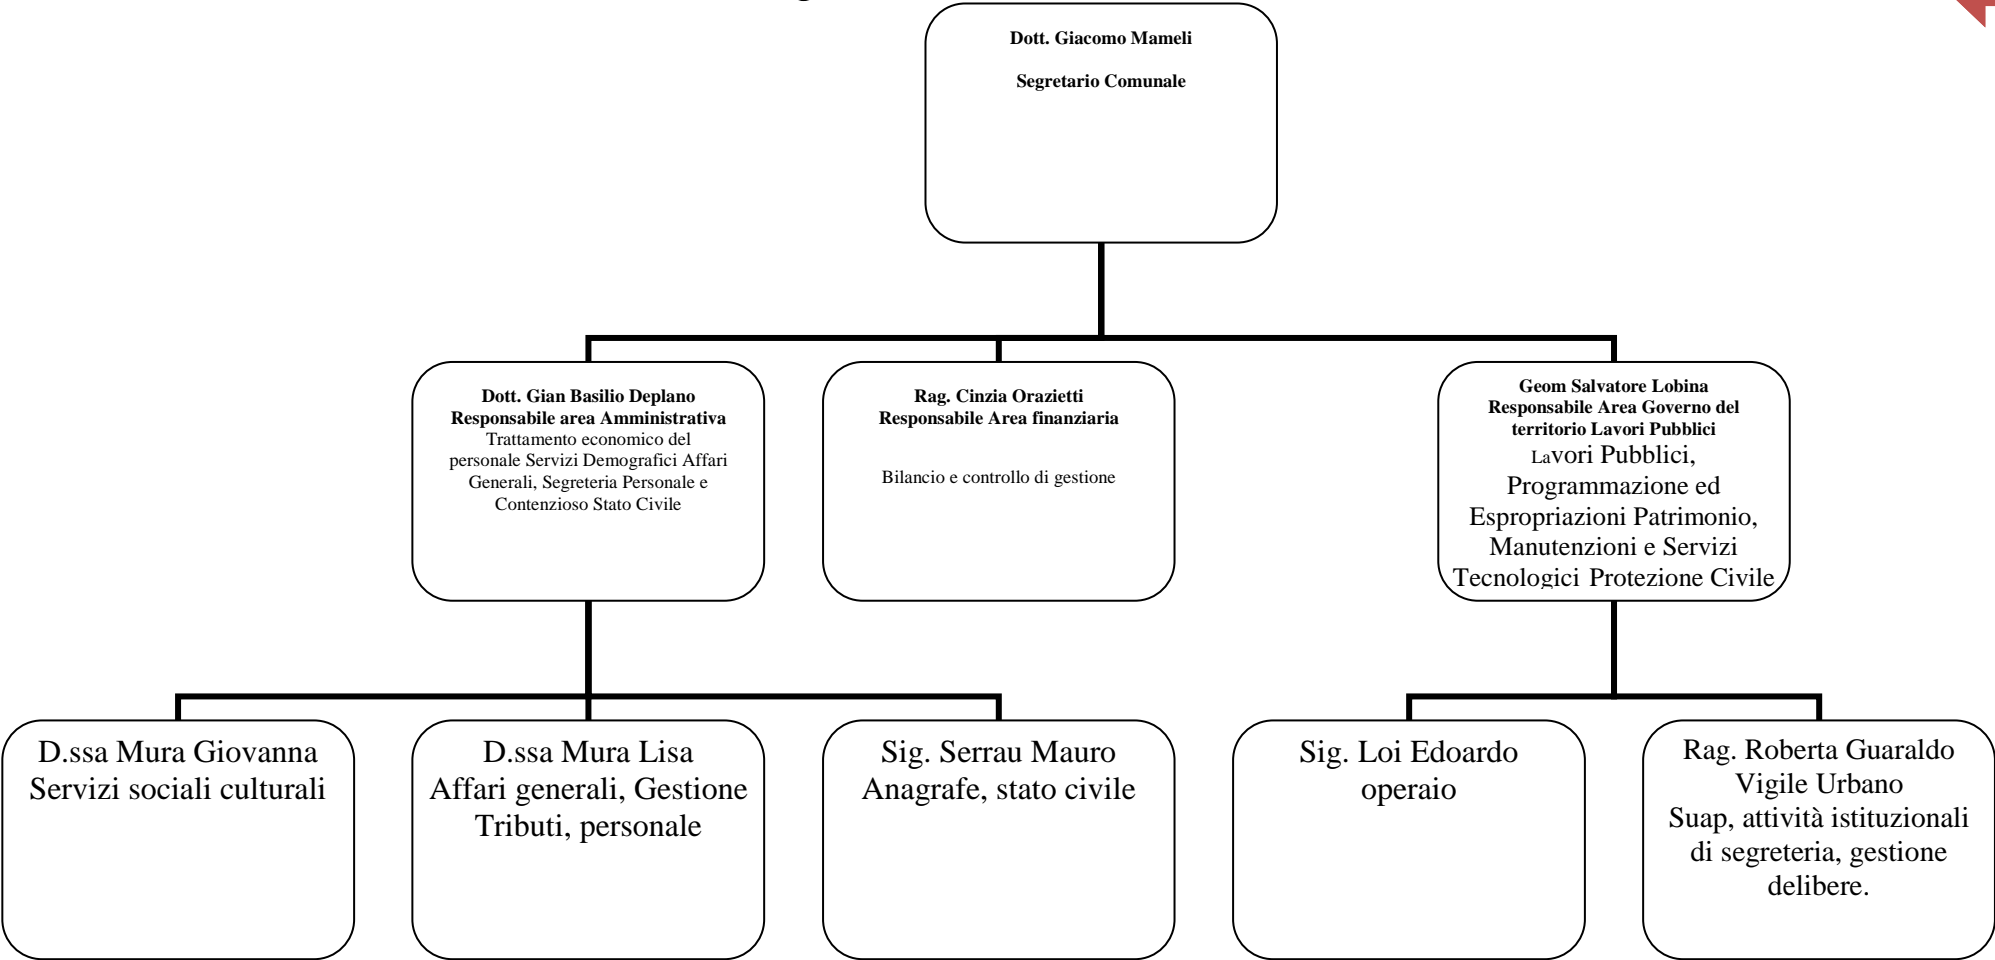 Dott. Giacomo Mameli
Segretario Comunale
Dott. Gian Basilio Deplano
Responsabile area Amministrativa
Trattamento economico del
personale Servizi Demografici Affari
Generali, Segreteria Personale e
Contenzioso Stato Civile
Rag. Cinzia Orazietti
Responsabile Area finanziaria
Bilancio e controllo di gestione
Geom Salvatore Lobina
Responsabile Area Governo del
territorio Lavori Pubblici
Lavori Pubblici,
Programmazione ed
Espropriazioni Patrimonio,
Manutenzioni e Servizi
Tecnologici Protezione Civile
D.ssa Mura Giovanna
Servizi sociali culturali
D.ssa Mura Lisa
Affari generali, Gestione
Tributi, personale
Sig. Serrau Mauro
Anagrafe, stato civile
Sig. Loi Edoardo
operaio
Rag. Roberta Guaraldo
Vigile Urbano
Suap, attività istituzionali
di segreteria, gestione
delibere.